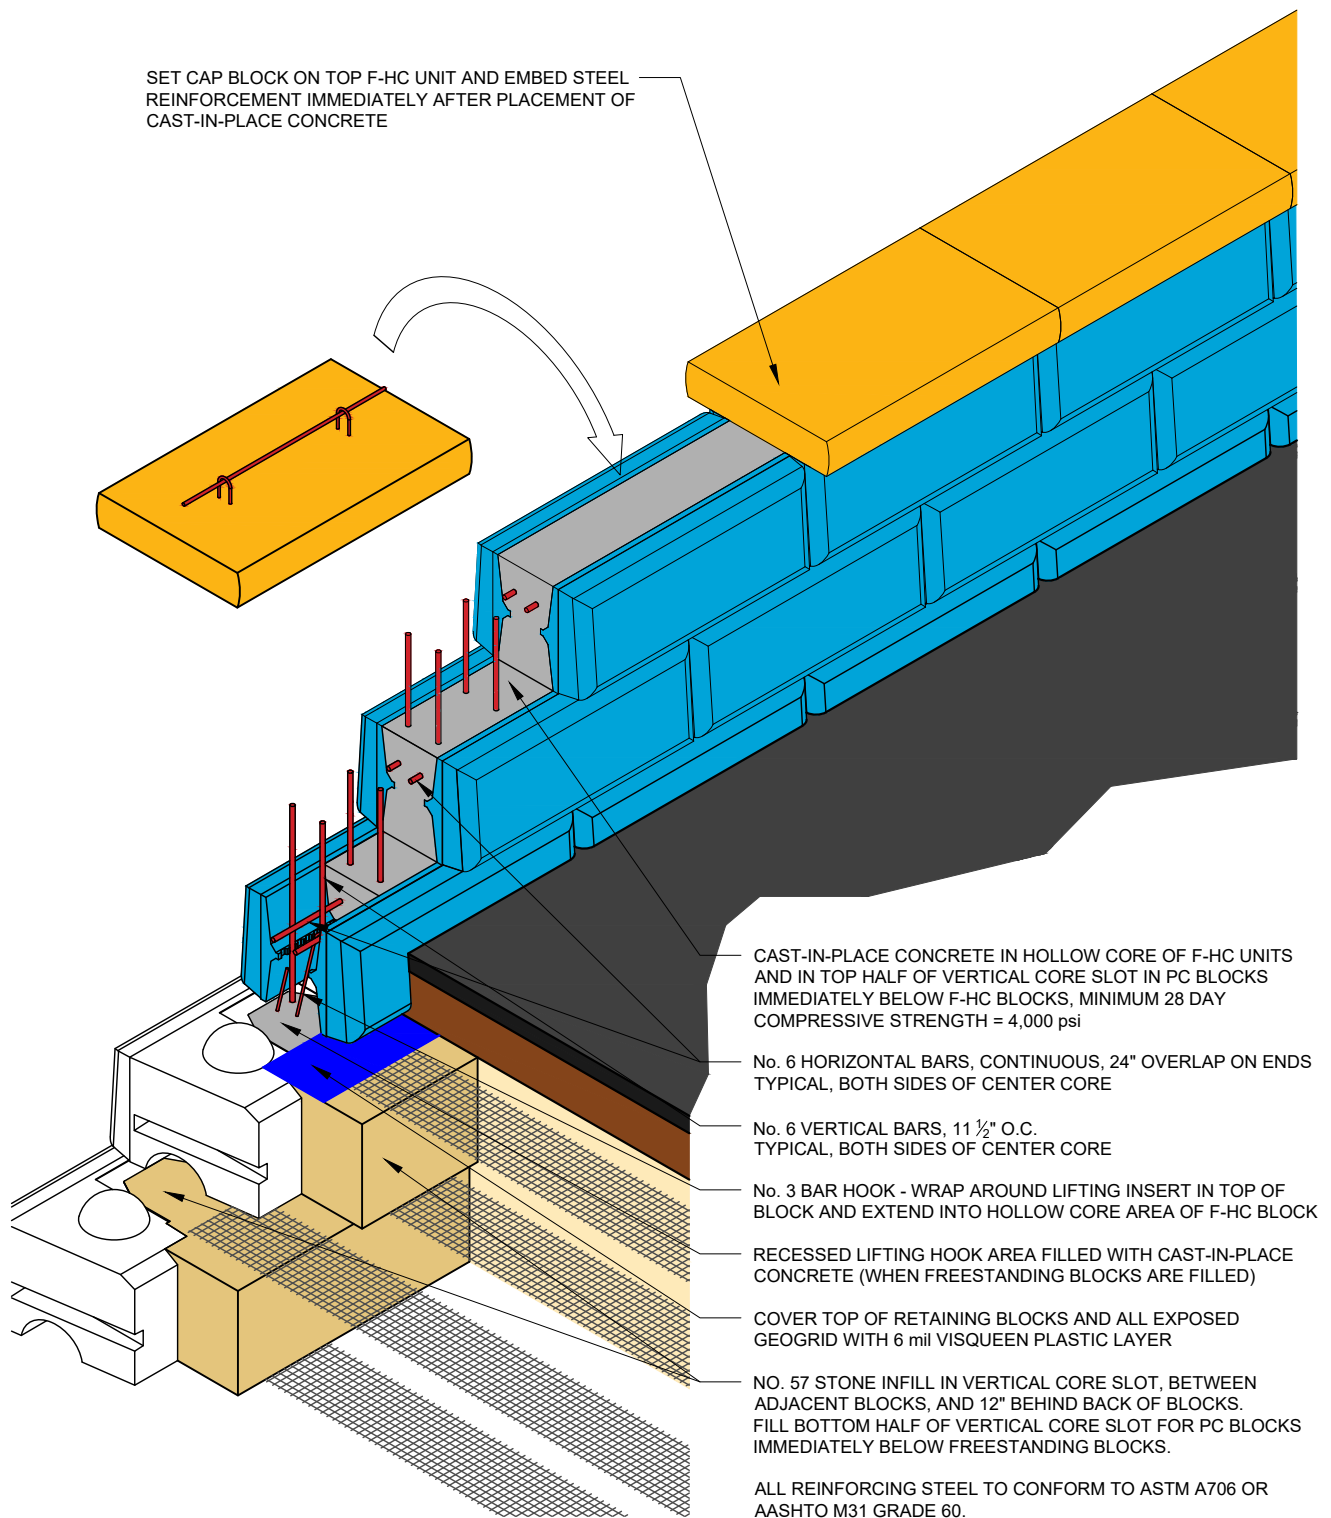 SET CAP BLOCK ON TOP F-HC UNIT AND EMBED STEEL
REINFORCEMENT IMMEDIATELY AFTER PLACEMENT OF
CAST-IN-PLACE CONCRETE
CAST-IN-PLACE CONCRETE IN HOLLOW CORE OF F-HC UNITS
AND IN TOP HALF OF VERTICAL CORE SLOT IN PC BLOCKS
IMMEDIATELY BELOW F-HC BLOCKS, MINIMUM 28 DAY
COMPRESSIVE STRENGTH = 4,000 psi
No. 6 HORIZONTAL BARS, CONTINUOUS, 24" OVERLAP ON ENDS
TYPICAL, BOTH SIDES OF CENTER CORE
No. 6 VERTICAL BARS, 11 ½" O.C.
TYPICAL, BOTH SIDES OF CENTER CORE
No. 3 BAR HOOK - WRAP AROUND LIFTING INSERT IN TOP OF
BLOCK AND EXTEND INTO HOLLOW CORE AREA OF F-HC BLOCK
RECESSED LIFTING HOOK AREA FILLED WITH CAST-IN-PLACE
CONCRETE (WHEN FREESTANDING BLOCKS ARE FILLED)
COVER TOP OF RETAINING BLOCKS AND ALL EXPOSED
GEOGRID WITH 6 mil VISQUEEN PLASTIC LAYER
NO. 57 STONE INFILL IN VERTICAL CORE SLOT, BETWEEN
ADJACENT BLOCKS, AND 12" BEHIND BACK OF BLOCKS.
FILL BOTTOM HALF OF VERTICAL CORE SLOT FOR PC BLOCKS
IMMEDIATELY BELOW FREESTANDING BLOCKS.
ALL REINFORCING STEEL TO CONFORM TO ASTM A706 OR
AASHTO M31 GRADE 60.